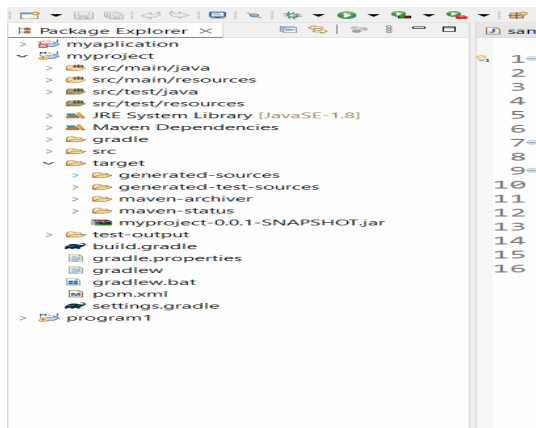 Package Explorer
san
myaplication
myproject
src/main/java
src/main/resources
src/test/java
src/test/resources
JRE System Library [JavaSE-1.8]
Maven Dependencies
gradle
src
target
generated-sources
generated-test-sources
maven-archiver
maven-status
myproject-0.0.1-SNAPSHOT.jar
test-output
build.gradle
gradle.properties
gradlew
gradlew.bat
pom.xml
settings.gradle
program1
1
2
3
4
5
6
7
8
9
10
11
12
13
14
15
16